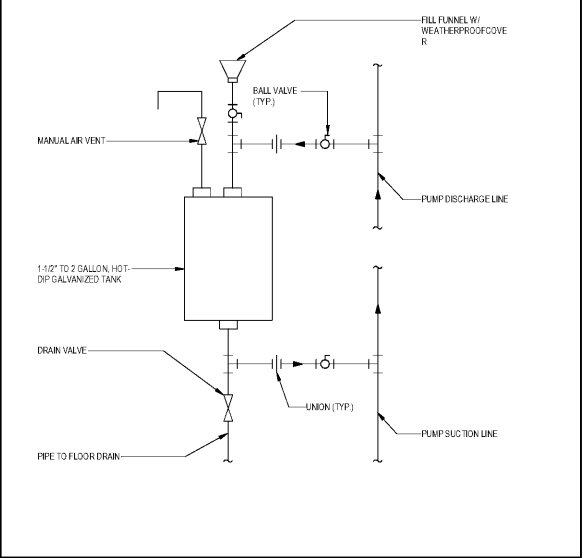 FILL FUNNEL W/
WEATHERPROOFCOVE
R
BALL VALVE
(TYP.)
MANUAL AIR VENT
PUMP DISCHARGE LINE
1-1/2" TO 2 GALLON, HOT-
DIP GALVANIZED TANK
DRAIN VALVE
UNION (TYP.)
PUMP SUCTION LINE
PIPE TO FLOOR DRAIN